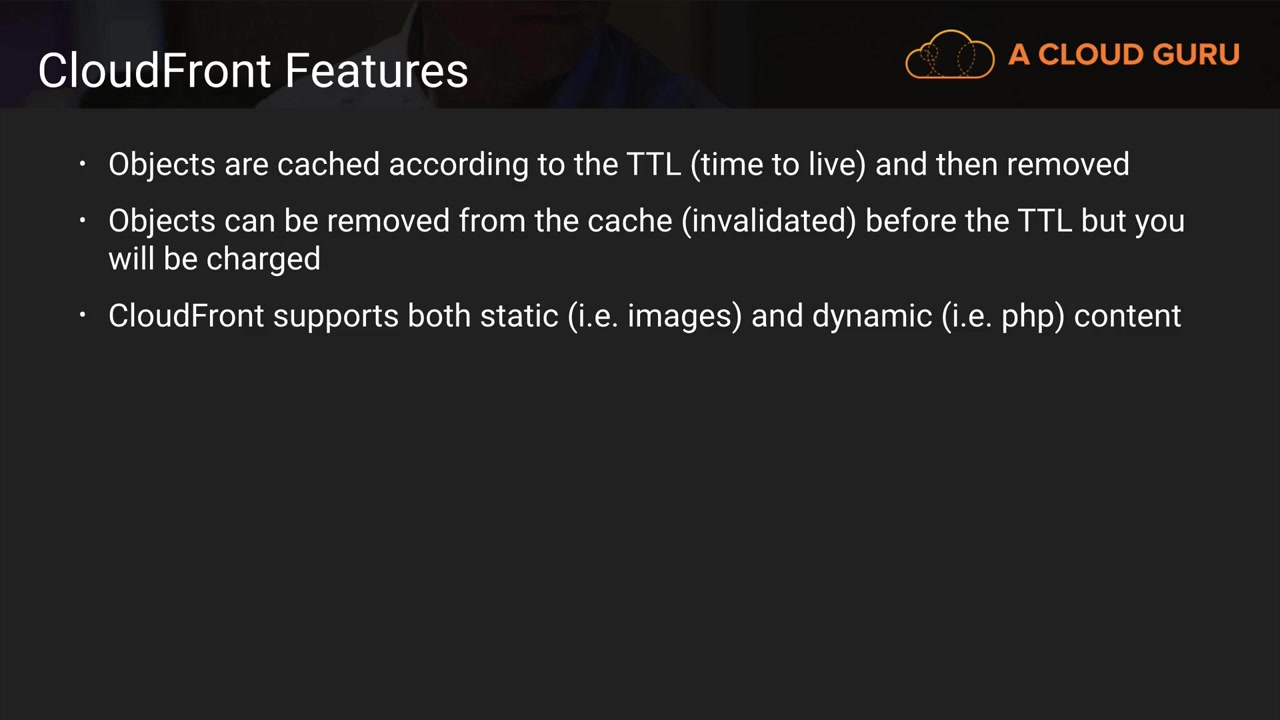 CloudFront Features
A CLOUD GURU
• Objects are cached according to the TTL (time to live) and then removed
• Objects can be removed from the cache (invalidated) before the TTL but you
will be charged
• CloudFront supports both static (i.e. images) and dynamic (i.e. php) content